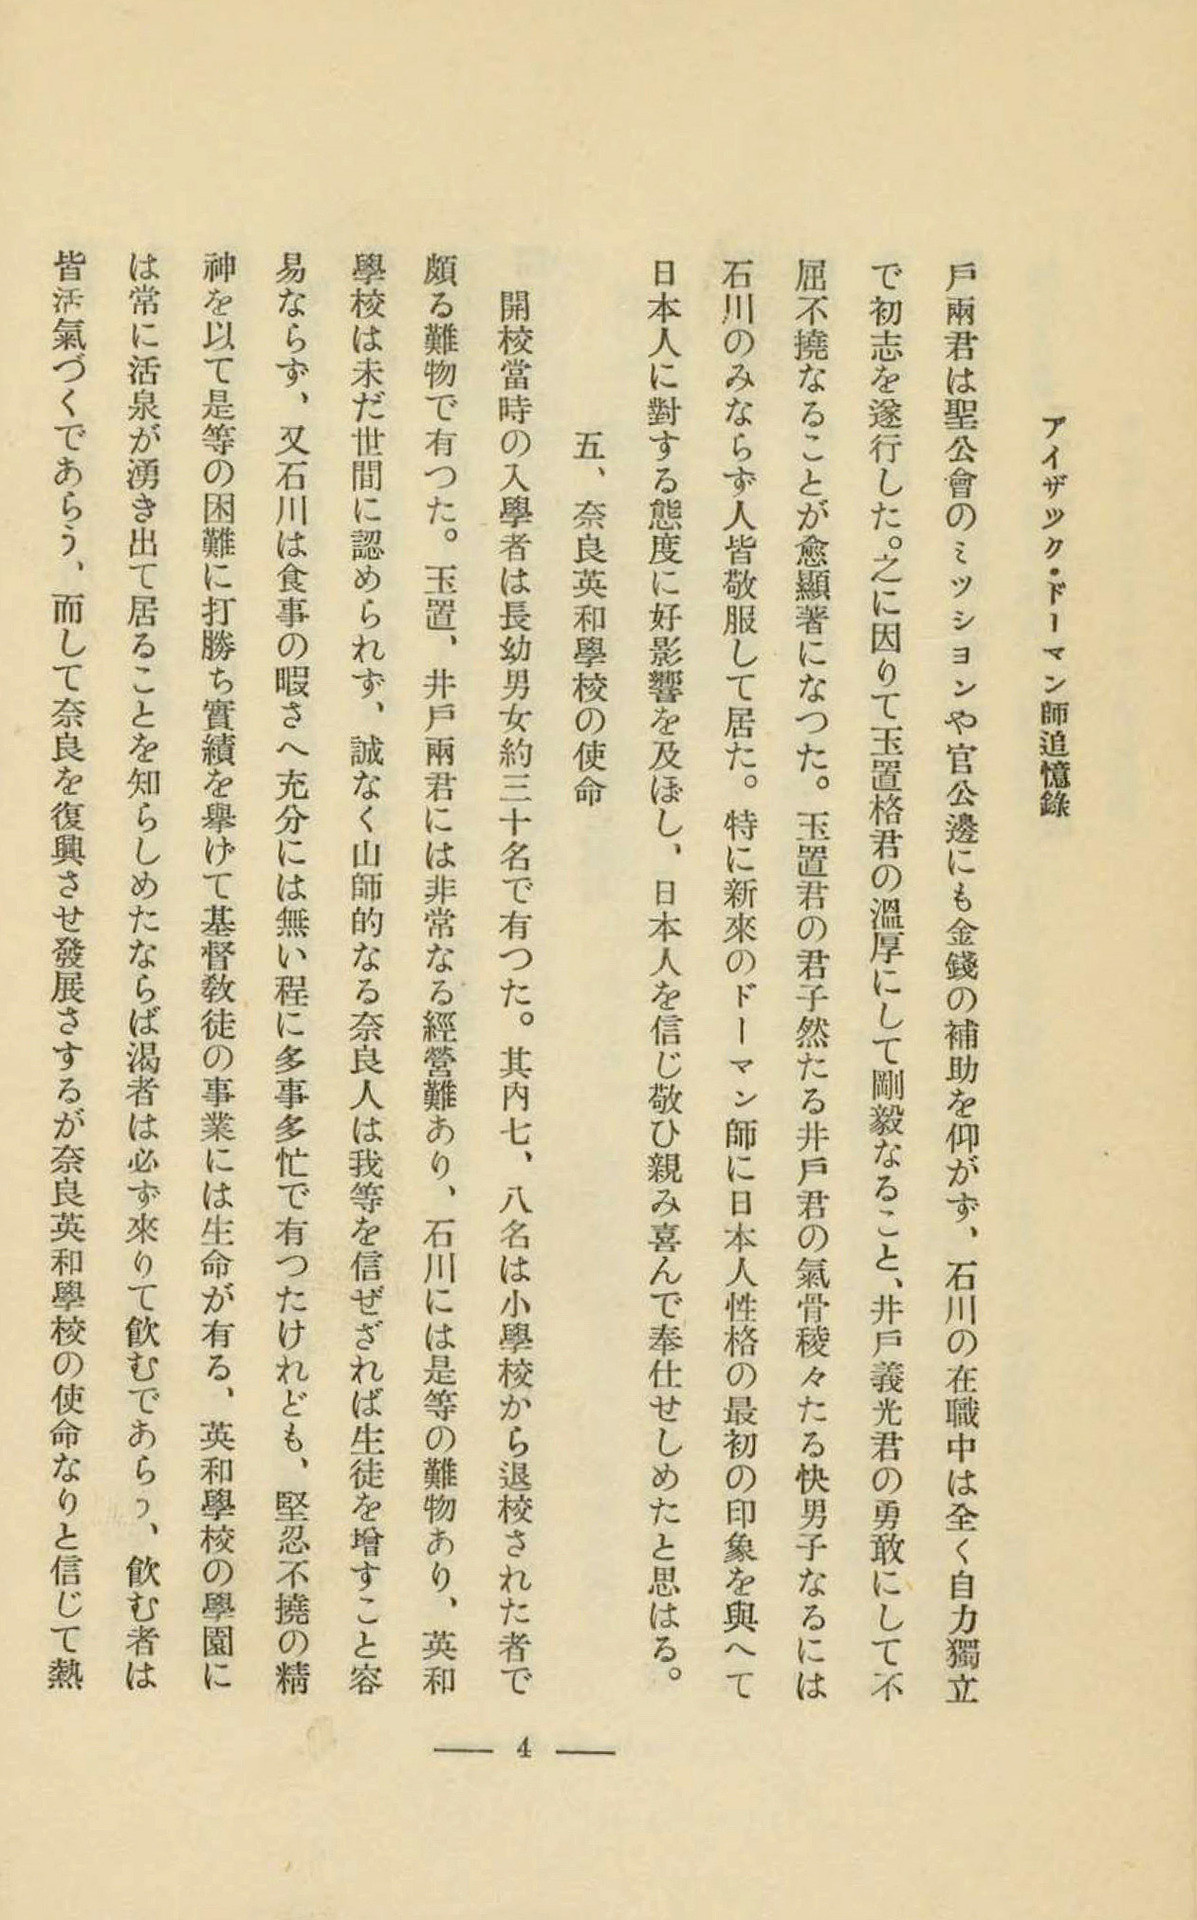 アイザック・ドーマン師追憶錄
戶兩君は聖公會のミツシヨンや官公邊にも金錢の補助を仰がず、石川の在職中は全く自力獨立
で初志を遂行した。之に因りて玉置格君の溫厚にして剛毅なること、井戶義光君の勇敢にして不
屈不撓なることが愈顯著になつた。玉置君の君子然たる井戶君の氣骨稜々たる快男子なるには
石川のみならず人皆敬服して居た。特に新來のドーマン師に日本人性格の最初の印象を與へて
日本人に對する態度に好影響を及ぼし、日本人を信じ敬ひ親み喜んで奉仕せしめたと思はる。
五、奈良英和學校の使命
開校當時の入學者は長幼男女約三十名で有つた。其内七、八名は小學校から退校された者で
頗る難物で有つた。玉置、井戶兩君には非常なる經營難あり、石川には是等の難物あり、英和
學校は未だ世間に認められず、誠なく山師的なる奈良人は我等を信ぜざれば生徒を增すこと容
易ならず、又石川は食事の暇さへ充分には無い程に多事多忙で有つたけれども、堅忍不撓の精
神を以て是等の困難に打勝ち實績を擧げて基督敎徒の事業には生命が有る、英和學校の學園に
は常に活泉が湧き出て居ることを知らしめたならば渴者は必ず來りて飮むであらう、飮む者は
皆活氣づくであらう、而して奈良を復興させ發展さするが奈良英和學校の使命なりと信じて熱
— 4 —